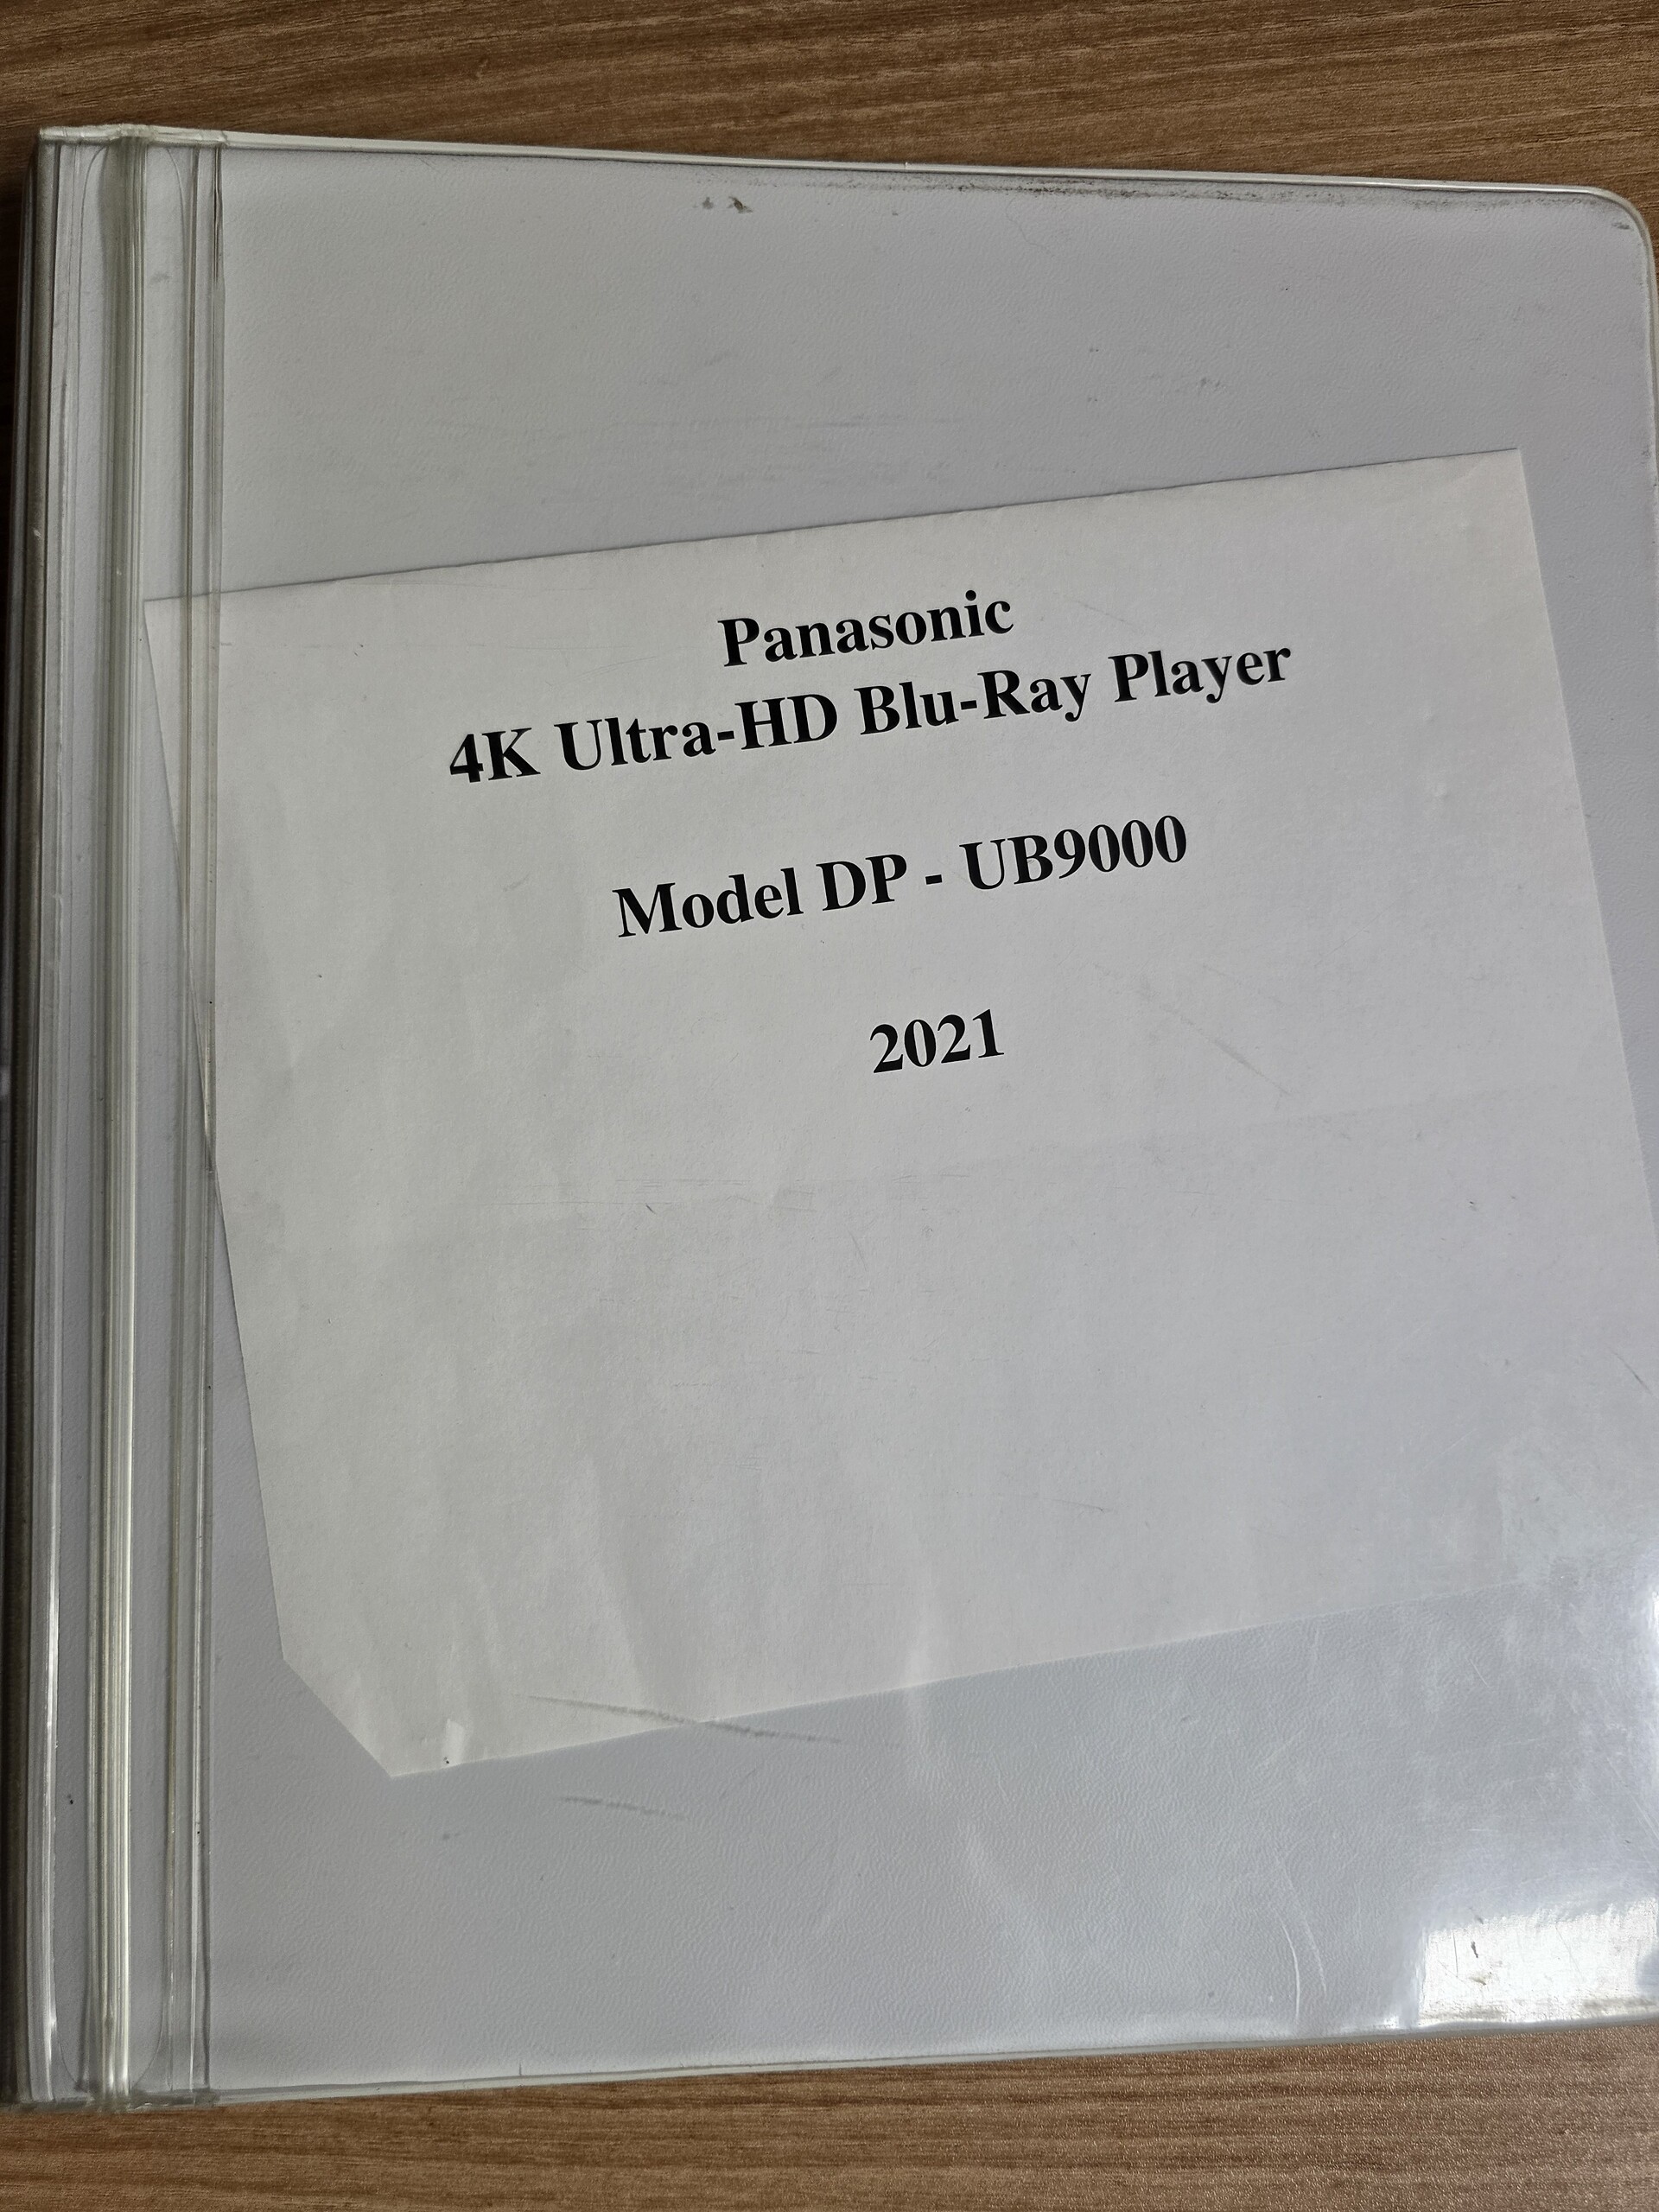 Panasonic
4K Ultra-HD Blu-Ray Player
Model DP - UB9000
2021